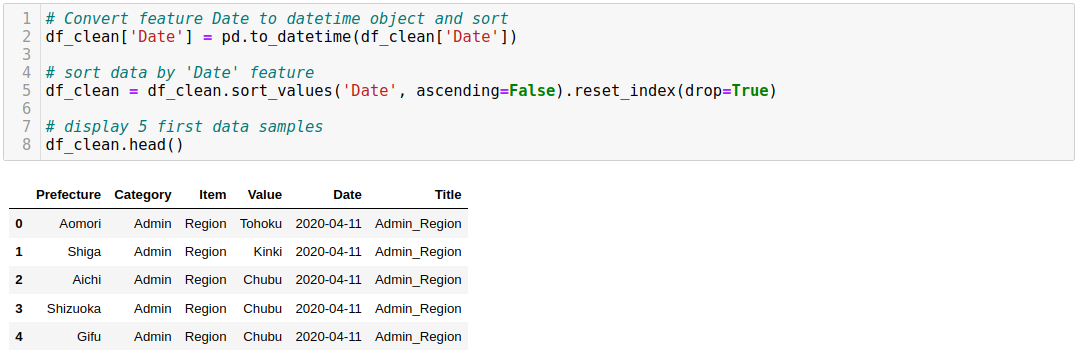 1 # Convert feature Date to datetime object and sort
2 df_clean['Date'] = pd.to_datetime(df_clean['Date'])
3
4 # sort data by 'Date' feature
5 df_clean = df_clean.sort_values('Date', ascending=False).reset_index(drop=True)
6
7 # display 5 first data samples
8 df_clean.head()
Prefecture Category Item Value Date Title
0 Aomori Admin Region Tohoku 2020-04-11 Admin_Region
1 Shiga Admin Region Kinki 2020-04-11 Admin_Region
2 Aichi Admin Region Chubu 2020-04-11 Admin_Region
3 Shizuoka Admin Region Chubu 2020-04-11 Admin_Region
4 Gifu Admin Region Chubu 2020-04-11 Admin_Region